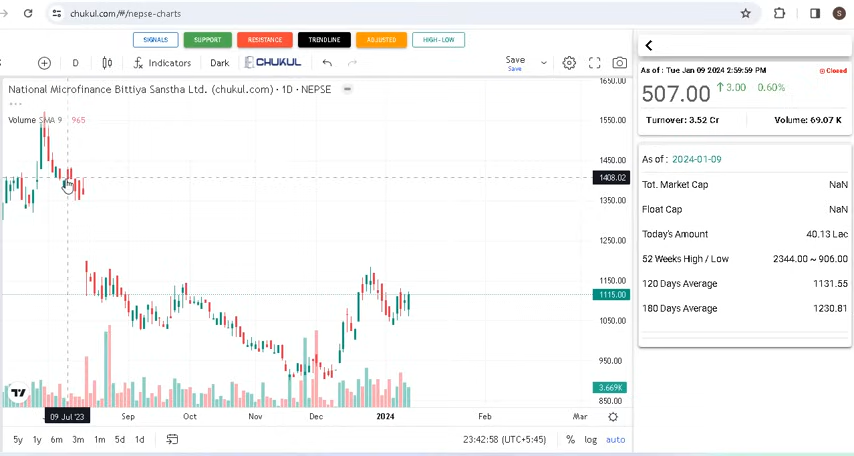 chukul.com/#/nepse-charts
S
SIGNALS SUPPORT RESISTANCE TRENDLINE ADJUSTED HIGH-LOW
D Indicators Dark CHUKUL Save
Save
National Microfinance Bittiya Sanstha Ltd. (chukul.com) · 1D · NEPSE
Volume SMA 9 965
1650.00
1550.00
1450.00
1408.02
1350.00
1250.00
1150.00
1115.00
1050.00
950.00
3.669K
850.00
09 Jul '23 Sep Oct Nov Dec 2024 Feb Mar
5y 1y 6m 3m 1m 5d 1d 23:42:58 (UTC+5:45) % log auto
As of : Tue Jan 09 2024 2:59:59 PM Closed
507.00 3.00 0.60%
Turnover: 3.52 Cr Volume: 69.07 K
As of : 2024-01-09
Tot. Market Cap NaN
Float Cap NaN
Today's Amount 40.13 Lac
52 Weeks High / Low 2344.00 ~ 906.00
120 Days Average 1131.55
180 Days Average 1230.81